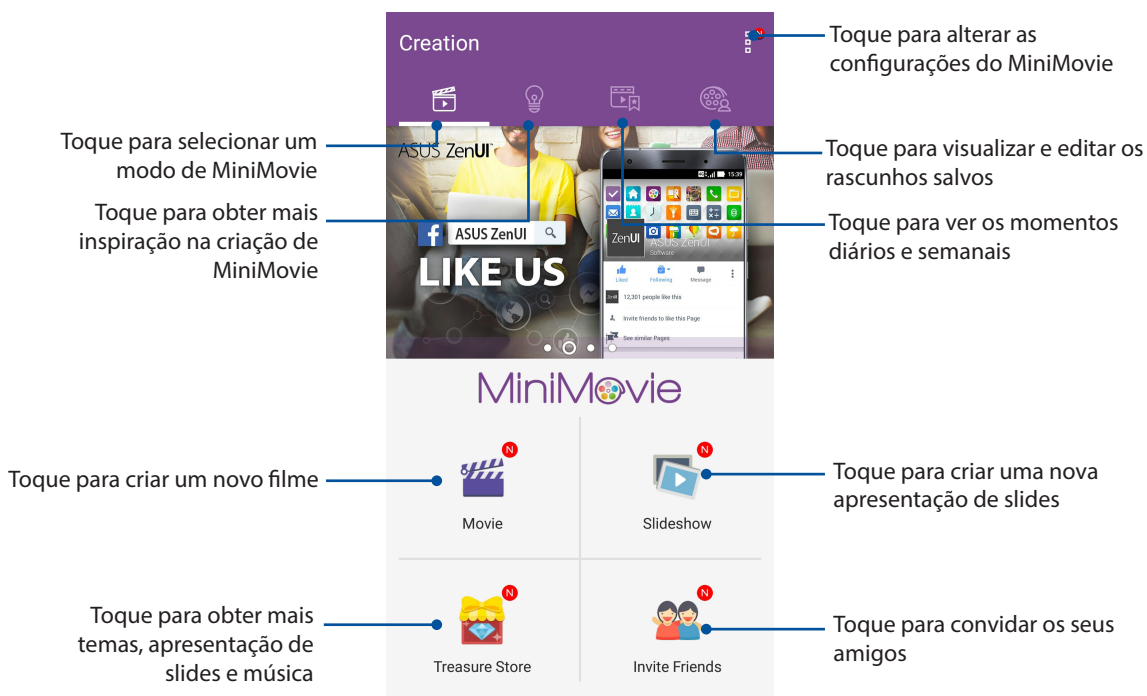 Creation
N
Toque para alterar as
configurações do MiniMovie
Toque para selecionar um
modo de MiniMovie
Toque para obter mais
inspiração na criação de
MiniMovie
Toque para visualizar e editar os
rascunhos salvos
Toque para ver os momentos
diários e semanais
ASUS ZenUI
f ASUS ZenUI
LIKE US
15:39
ZenUI
ASUS ZenUI
Software
Liked Following Message
ZenUI 12,301 people like this
Invite friends to like this Page
See similar Pages
MiniMovie
Toque para criar um novo filme
N
Movie
N
Slideshow
Toque para criar uma nova
apresentação de slides
Toque para obter mais
temas, apresentação de
slides e música
N
Treasure Store
N
Invite Friends
Toque para convidar os seus
amigos